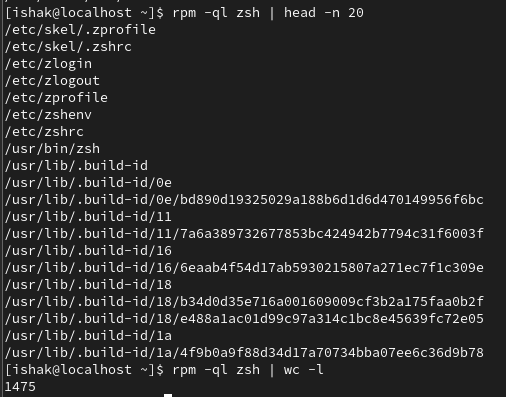 [ishak@localhost ~]$ rpm -ql zsh | head -n 20
/etc/skel/.zprofile
/etc/skel/.zshrc
/etc/zlogin
/etc/zlogout
/etc/zprofile
/etc/zshenv
/etc/zshrc
/usr/bin/zsh
/usr/lib/.build-id
/usr/lib/.build-id/0e
/usr/lib/.build-id/0e/bd890d19325029a188b6d1d6d470149956f6bc
/usr/lib/.build-id/11
/usr/lib/.build-id/11/7a6a389732677853bc424942b7794c31f6003f
/usr/lib/.build-id/16
/usr/lib/.build-id/16/6eaab4f54d17ab5930215807a271ec7f1c309e
/usr/lib/.build-id/18
/usr/lib/.build-id/18/b34d0d35e716a001609009cf3b2a175faa0b2f
/usr/lib/.build-id/18/e488a1ac01d99c97a314c1bc8e45639fc72e05
/usr/lib/.build-id/1a
/usr/lib/.build-id/1a/4f9b0a9f88d34d17a70734bba07ee6c36d9b78
[ishak@localhost ~]$ rpm -ql zsh | wc -l
1475